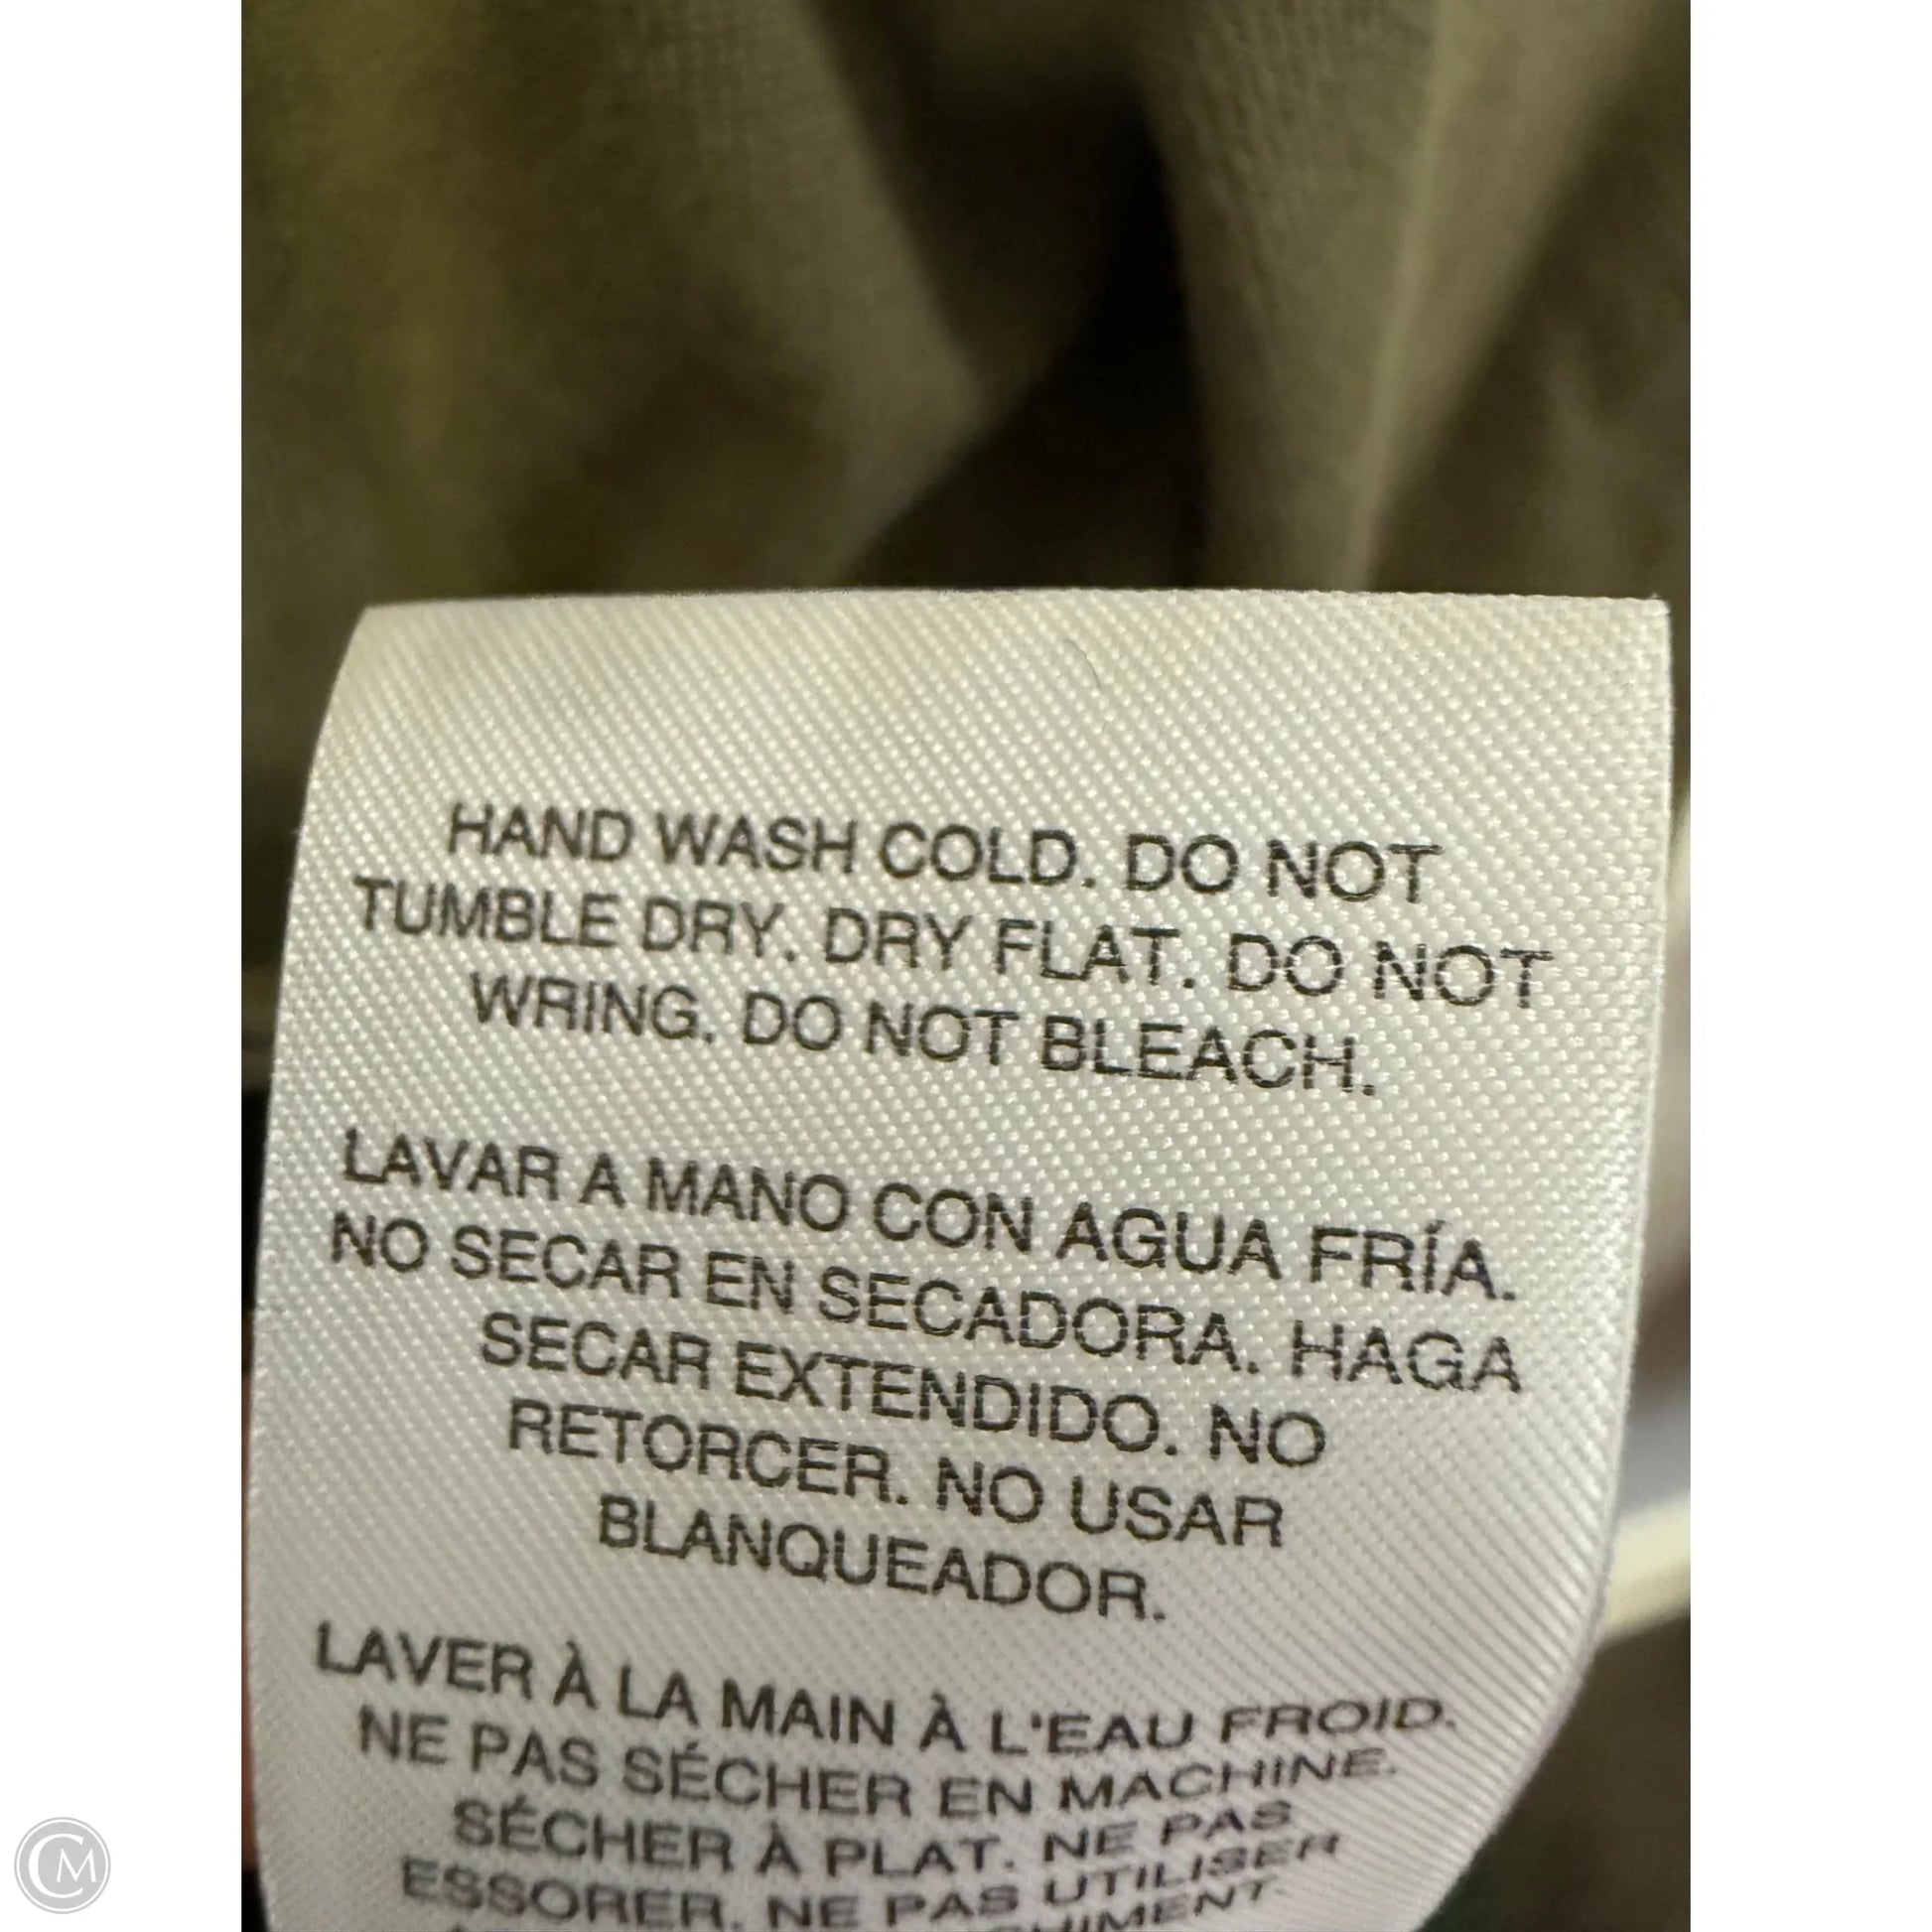 HAND WASH COLD. DO NOT
TUMBLE DRY. DRY FLAT. DO NOT
WRING. DO NOT BLEACH.
LAVAR A MANO CON AGUA FRÍA.
NO SECAR EN SECADORA. HAGA
SECAR EXTENDIDO. NO
RETORCER. NO USAR
BLANQUEADOR.
LAVER À LA MAIN À L'EAU FROID.
NE PAS SÉCHER EN MACHINE.
SÉCHER À PLAT. NE PAS
ESSORER. NE PAS UTILISER
CM